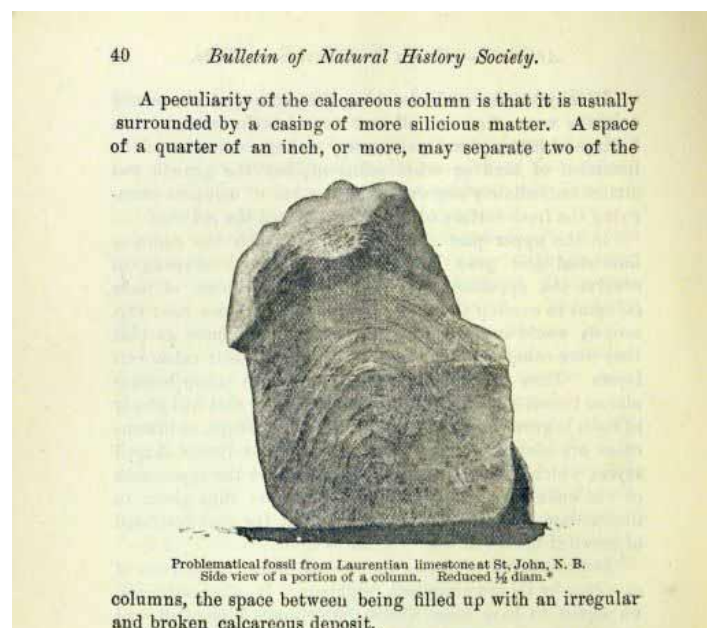 40 Bulletin of Natural History Society.
A peculiarity of the calcareous column is that it is usually
surrounded by a casing of more silicious matter. A space
of a quarter of an inch, or more, may separate two of the
Problematical fossil from Laurentian limestone at St, John, N. B.
Side view of a portion of a column. Reduced ½ diam.*
columns, the space between being filled up with an irregular
and broken calcareous deposit.